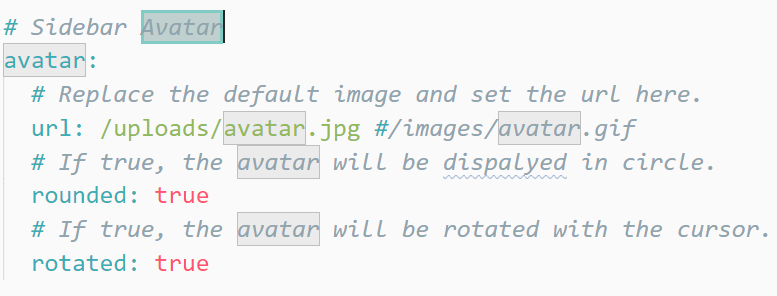 # Sidebar Avatar
avatar:
# Replace the default image and set the url here.
url: /uploads/avatar.jpg #/images/avatar.gif
# If true, the avatar will be dispalyed in circle.
rounded: true
# If true, the avatar will be rotated with the cursor.
rotated: true